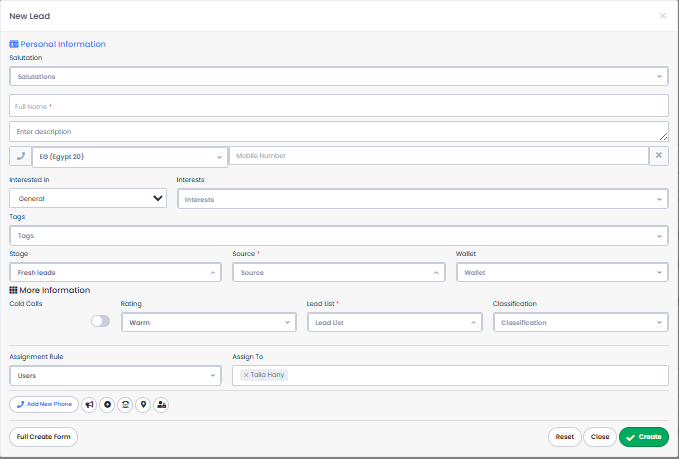 New Lead
Personal Information
Salutation
Salutations
Full Name *
Enter description
EG (Egypt 20) Mobile Number
Interested in Interests
General Interests
Tags
Tags
Stage Source * Wallet
Fresh leads Source Wallet
More Information
Cold Calls Rating Lead List * Classification
Warm Lead List Classification
Assignment Rule Assign To
Users × Talia Hany
Add New Phone
Full Create Form Reset Close Create